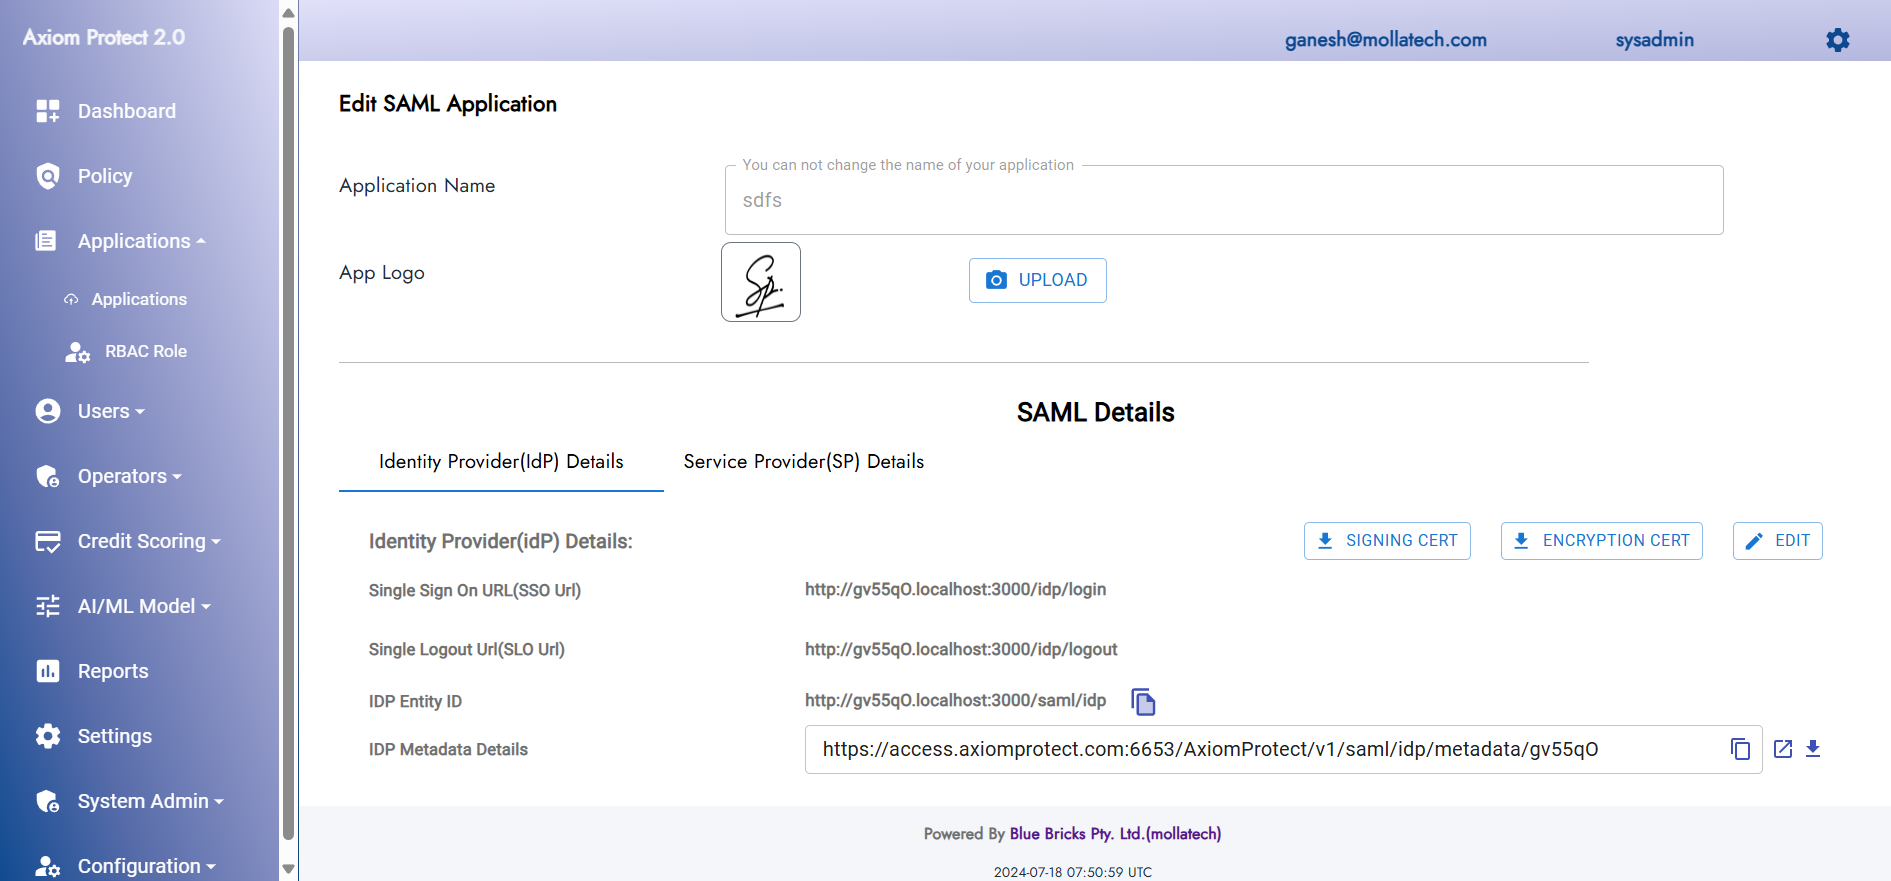 Axiom Protect 2.0
ganesh@mollatech.com
sysadmin
Dashboard
Policy
Applications
Applications
RBAC Role
Users
Operators
Credit Scoring
AI/ML Model
Reports
Settings
System Admin
Configuration
Edit SAML Application
Application Name
You can not change the name of your application
sdfs
App Logo
Sp.
UPLOAD
SAML Details
Identity Provider(IdP) Details
Service Provider(SP) Details
Identity Provider(idP) Details:
SIGNING CERT
ENCRYPTION CERT
EDIT
Single Sign On URL(SSO Url)
http://gv55qO.localhost:3000/idp/login
Single Logout Url(SLO Url)
http://gv55qO.localhost:3000/idp/logout
IDP Entity ID
http://gv55qO.localhost:3000/saml/idp
IDP Metadata Details
https://access.axiomprotect.com:6653/AxiomProtect/v1/saml/idp/metadata/gv55qO
Powered By Blue Bricks Pty. Ltd.(mollatech)
2024-07-18 07:50:59 UTC